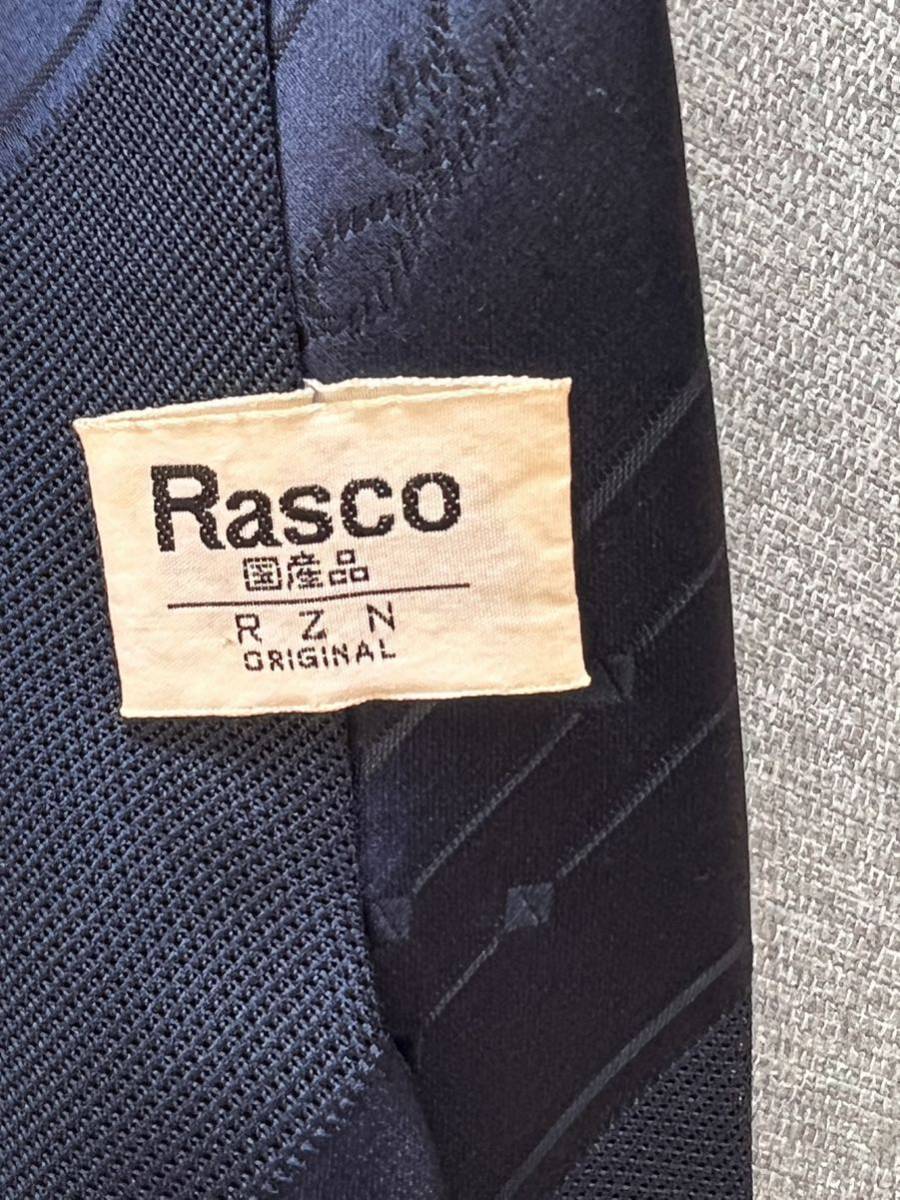 Rasco
国産品
R Z N
ORIGINAL